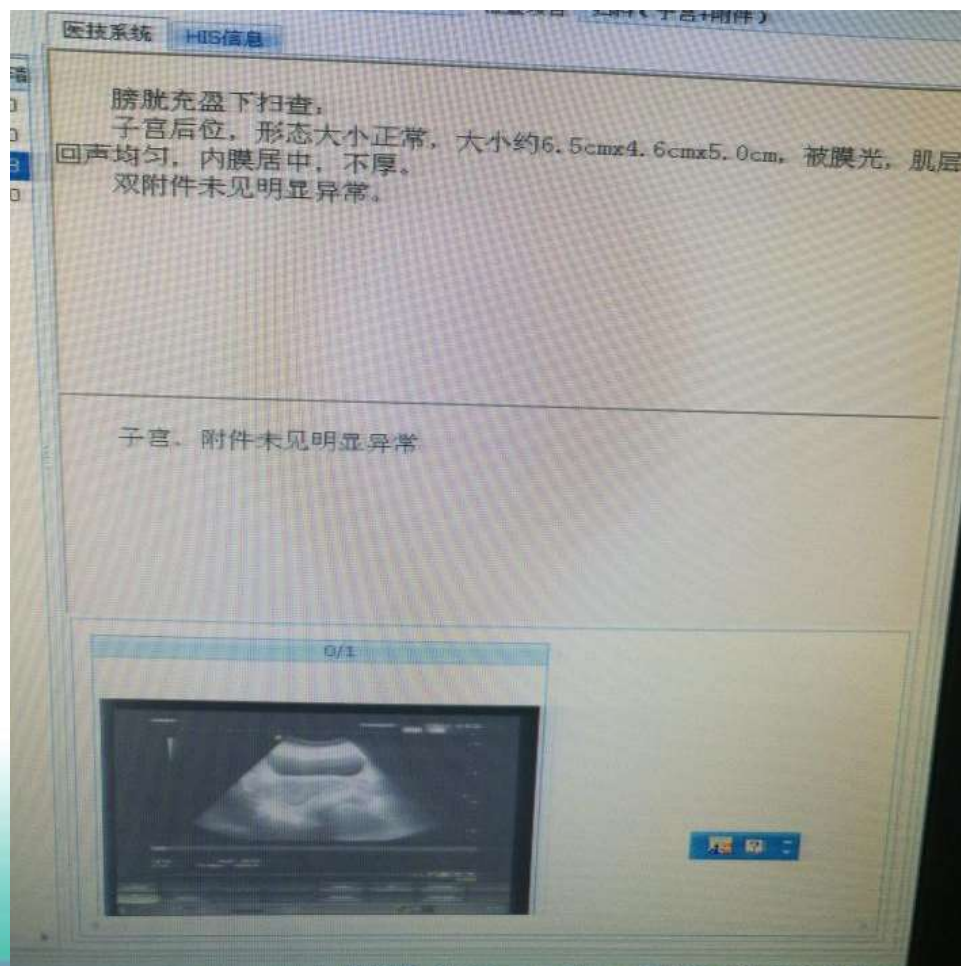 医技系统 HIS信息
膀胱充盈下扫查，
子宫后位，形态大小正常，大小约6.5cmx4.6cmx5.0cm，被膜光，肌层
回声均匀，内膜居中，不厚。
双附件未见明显异常。
子宫、附件未见明显异常
0/1